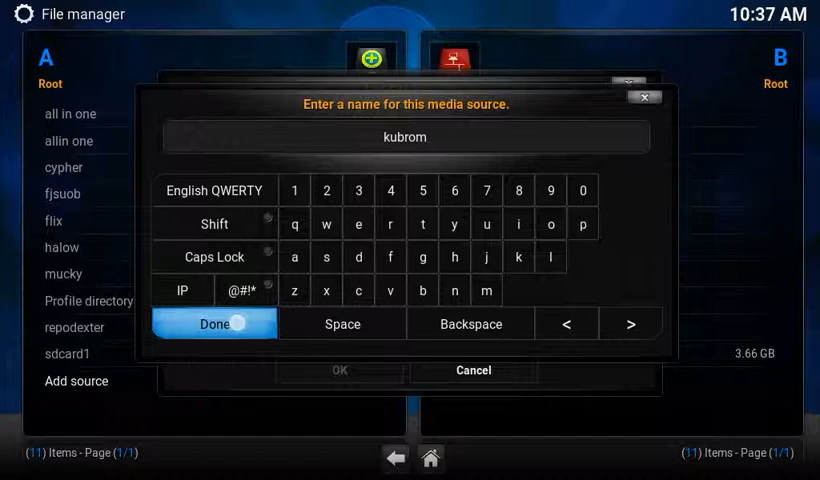 File manager
10:37 AM
A
B
Root
Root
Enter a name for this media source.
kubrom
all in one
allin one
cypher
fjsuob
flix
halow
mucky
Profile directory
repodexter
sdcard1
3.66 GB
Add source
English QWERTY 1 2 3 4 5 6 7 8 9 0
Shift q w e r t y u i o p
Caps Lock a s d f g h j k l
IP @#!* z x c v b n m
Done Space Backspace < >
OK Cancel
(11) Items - Page (1/1)
(11) Items - Page (1/1)